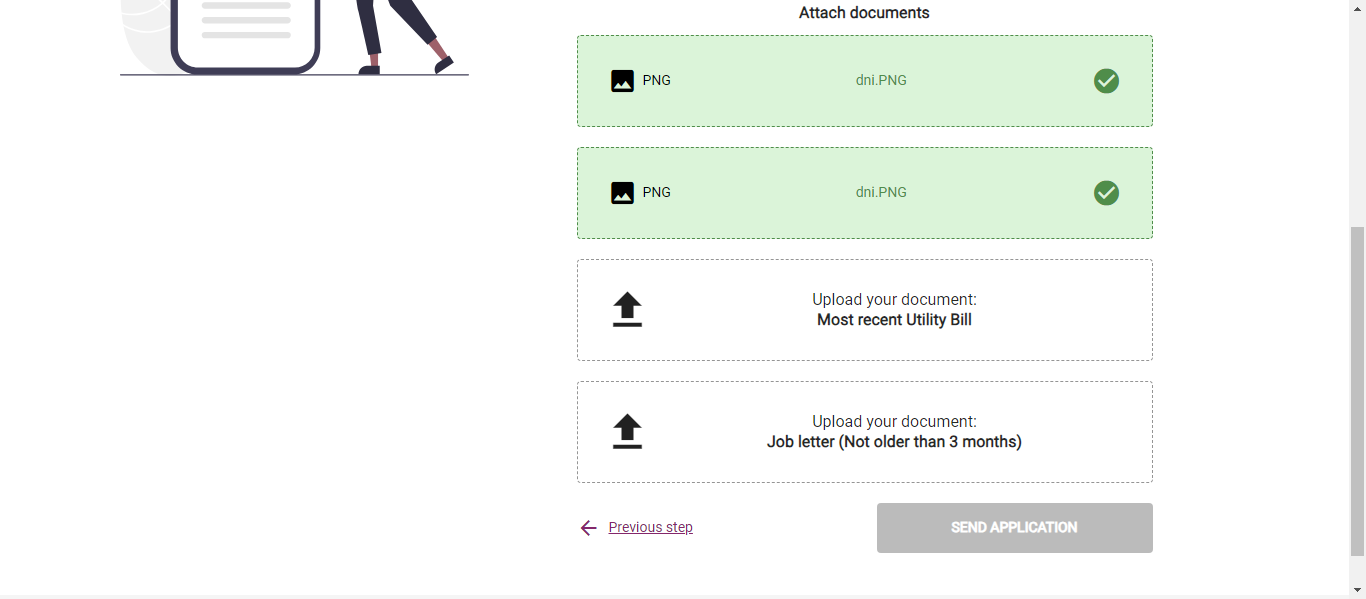 Attach documents
PNG
dni.PNG
PNG
dni.PNG
Upload your document:
Most recent Utility Bill
Upload your document:
Job letter (Not older than 3 months)
Previous step
SEND APPLICATION